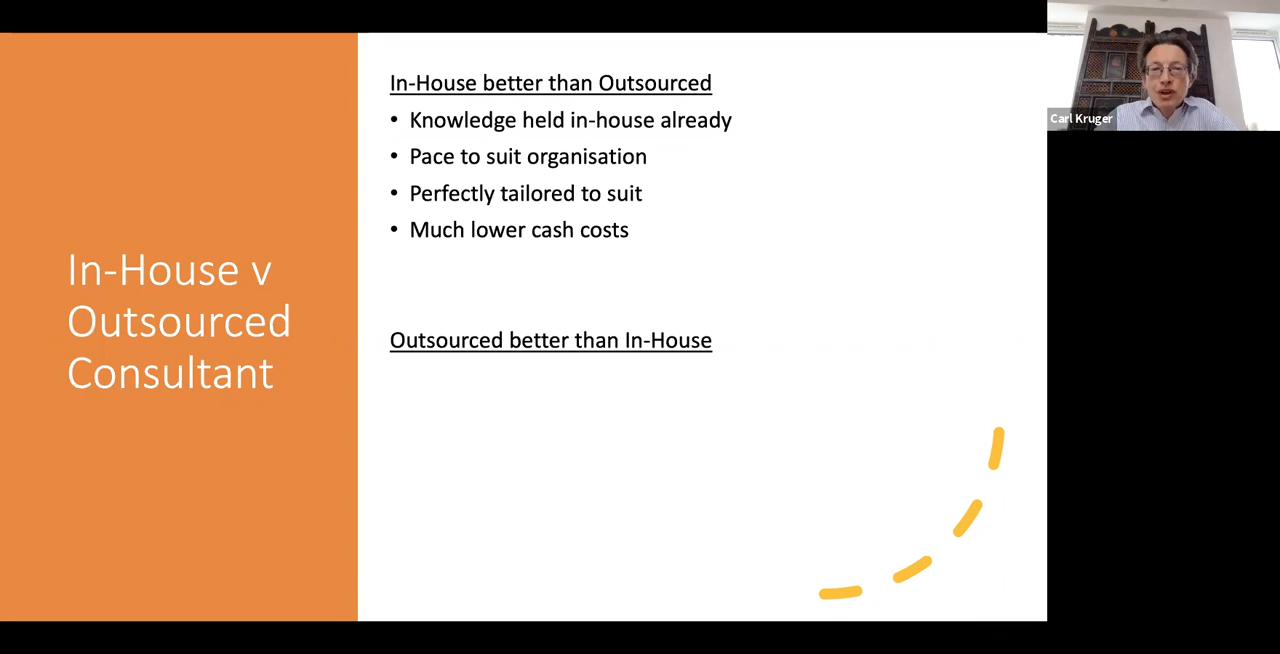 In-House v
Outsourced
Consultant
In-House better than Outsourced
• Knowledge held in-house already
• Pace to suit organisation
• Perfectly tailored to suit
• Much lower cash costs
Outsourced better than In-House
Carl Kruger